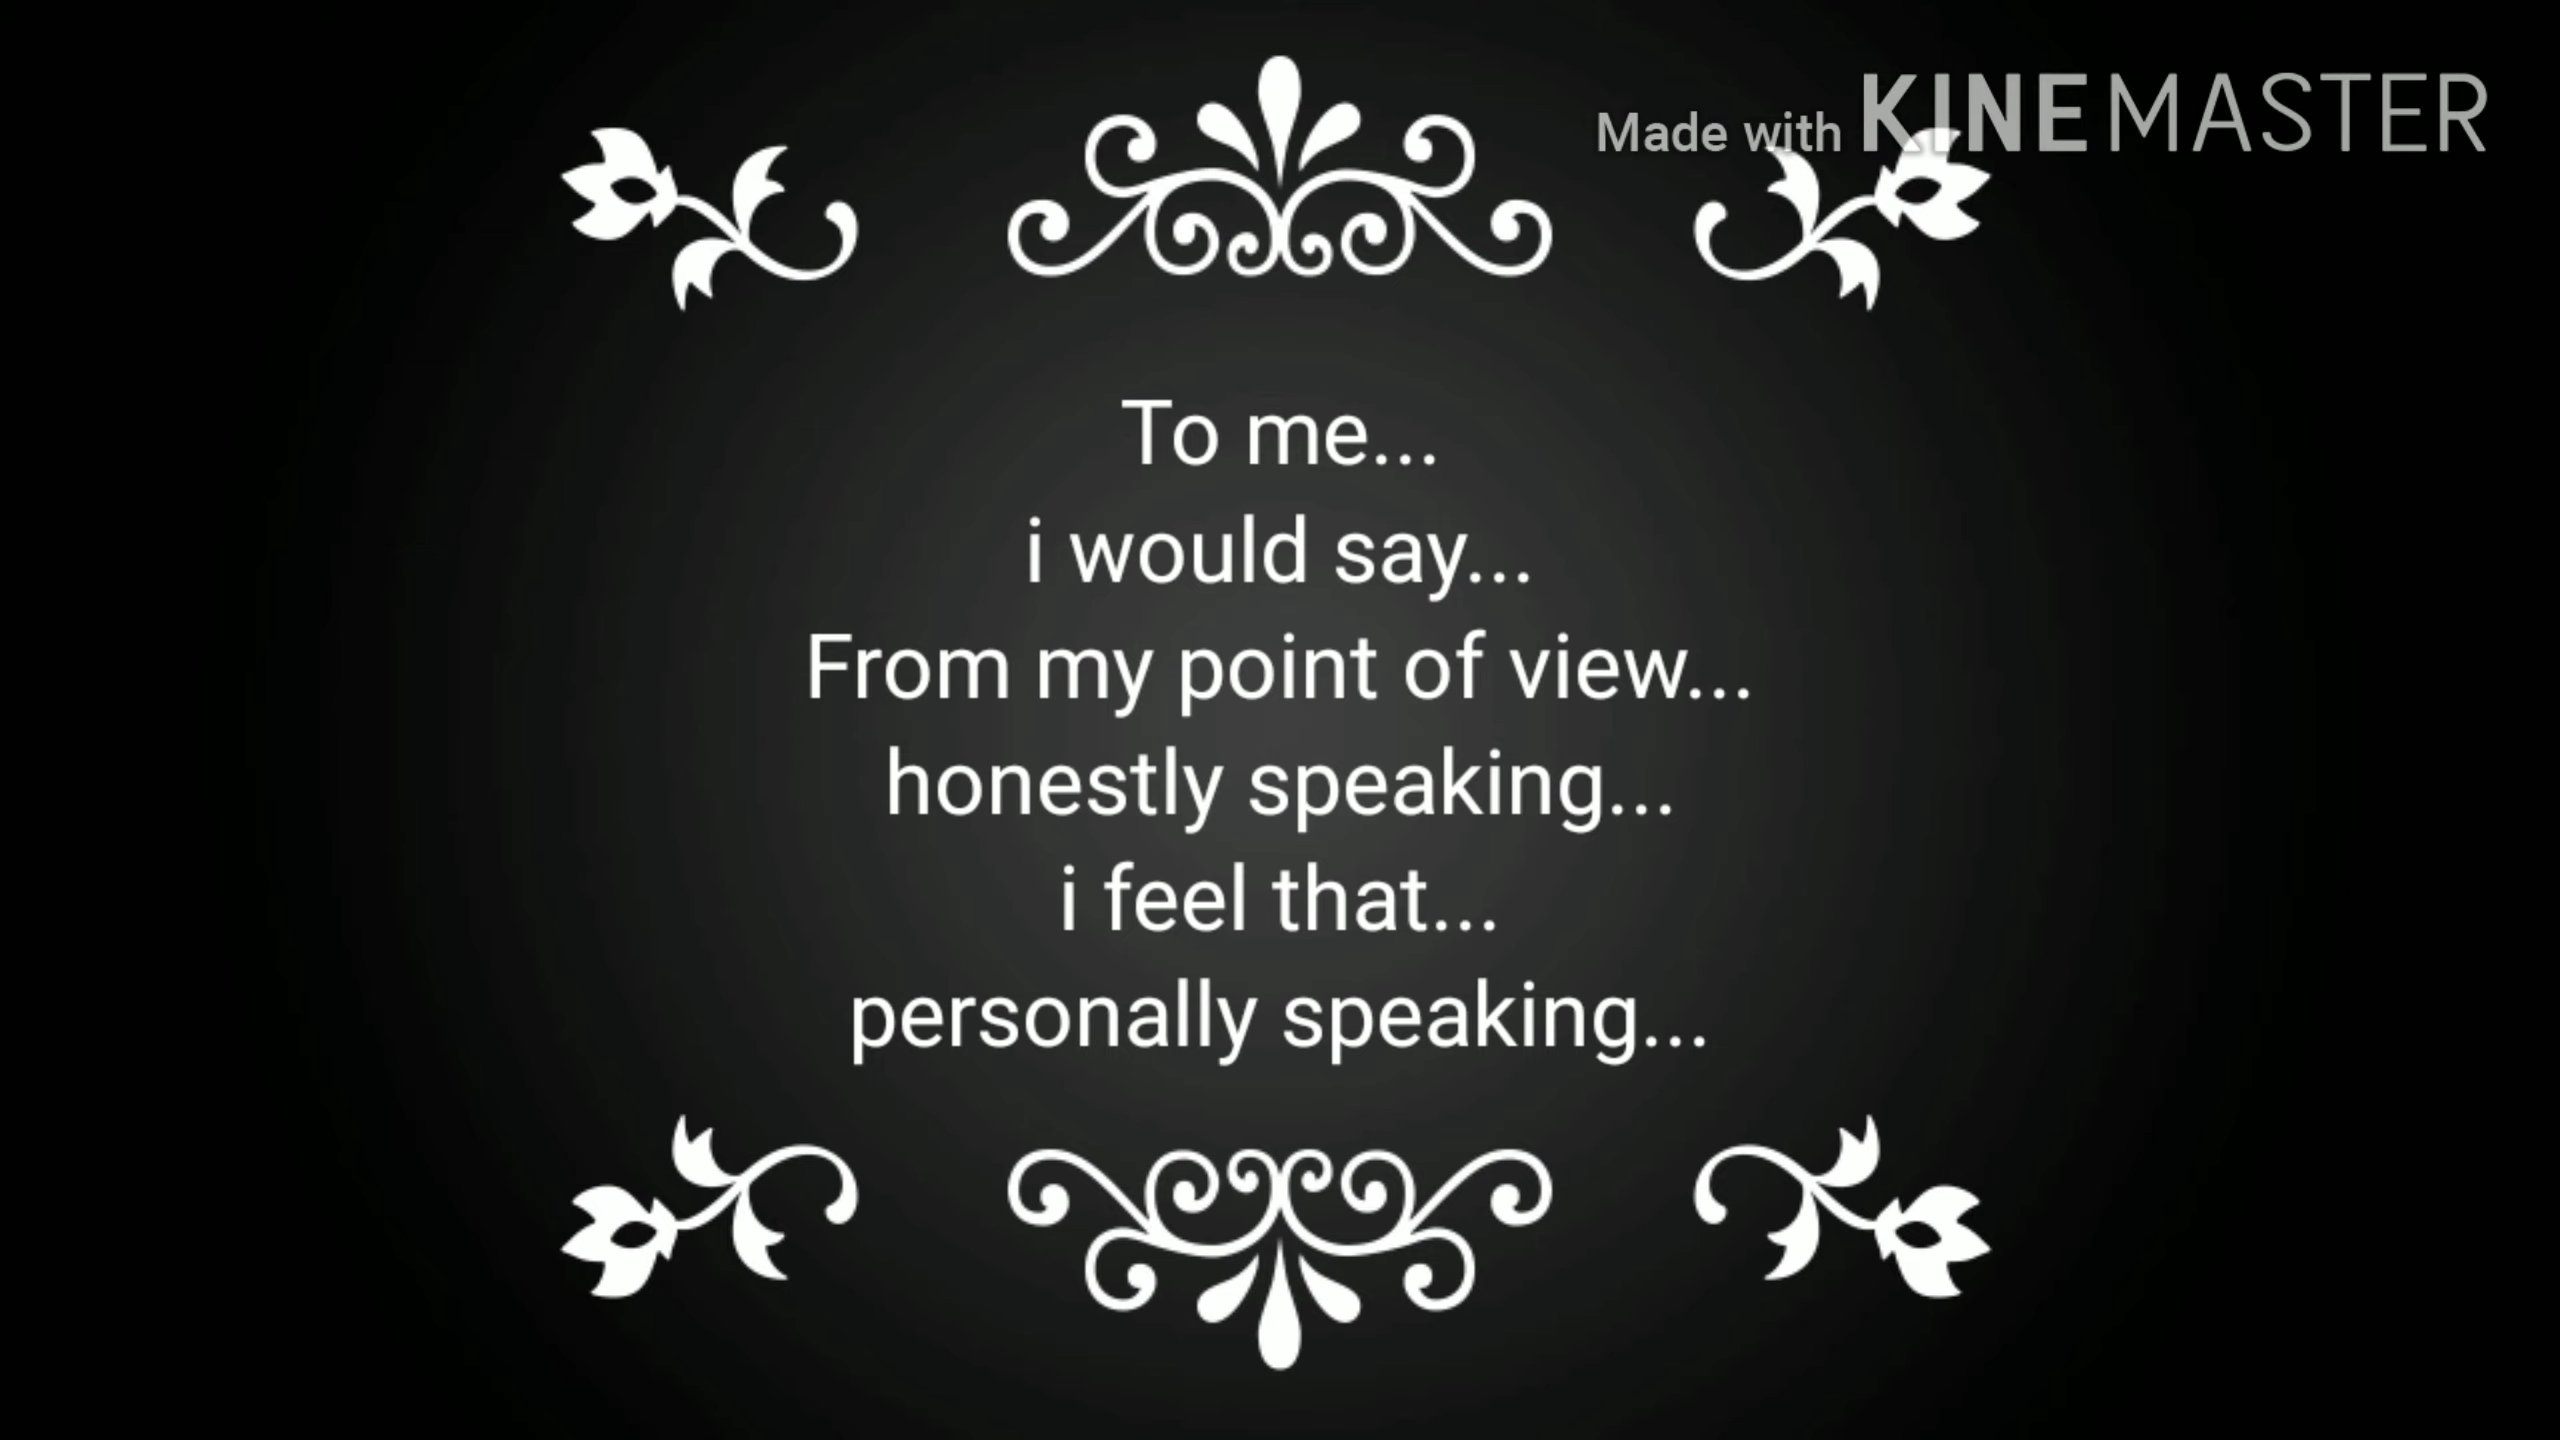 Made with KINEMASTER
To me...
i would say...
From my point of view...
honestly speaking...
i feel that...
personally speaking...